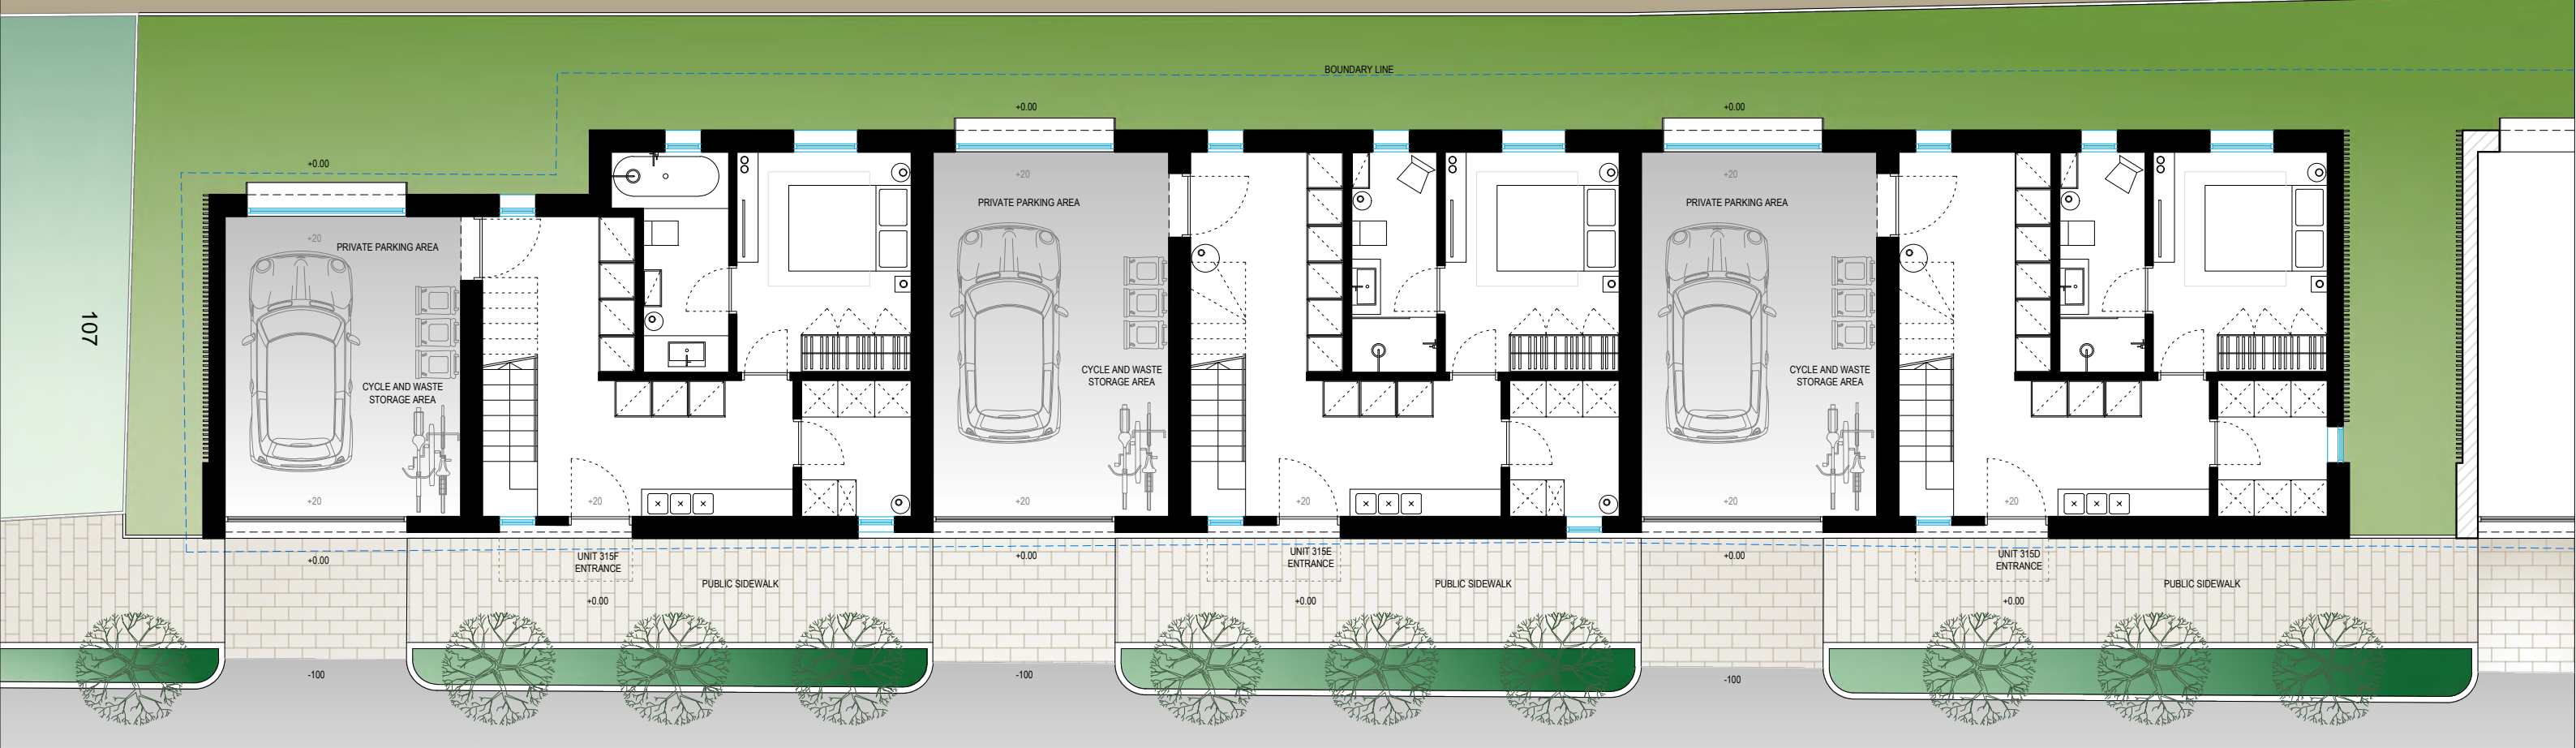 BOUNDARY LINE
+0.00
+0.00
+0.00
+20
PRIVATE PARKING AREA
+20
PRIVATE PARKING AREA
+20
PRIVATE PARKING AREA
107
CYCLE AND WASTE
STORAGE AREA
CYCLE AND WASTE
STORAGE AREA
CYCLE AND WASTE
STORAGE AREA
+20
+20
+20
+20
+20
+20
+0.00
UNIT 315F
ENTRANCE
+0.00
UNIT 315E
ENTRANCE
+0.00
UNIT 315D
ENTRANCE
PUBLIC SIDEWALK
PUBLIC SIDEWALK
PUBLIC SIDEWALK
+0.00
+0.00
+0.00
-100
-100
-100